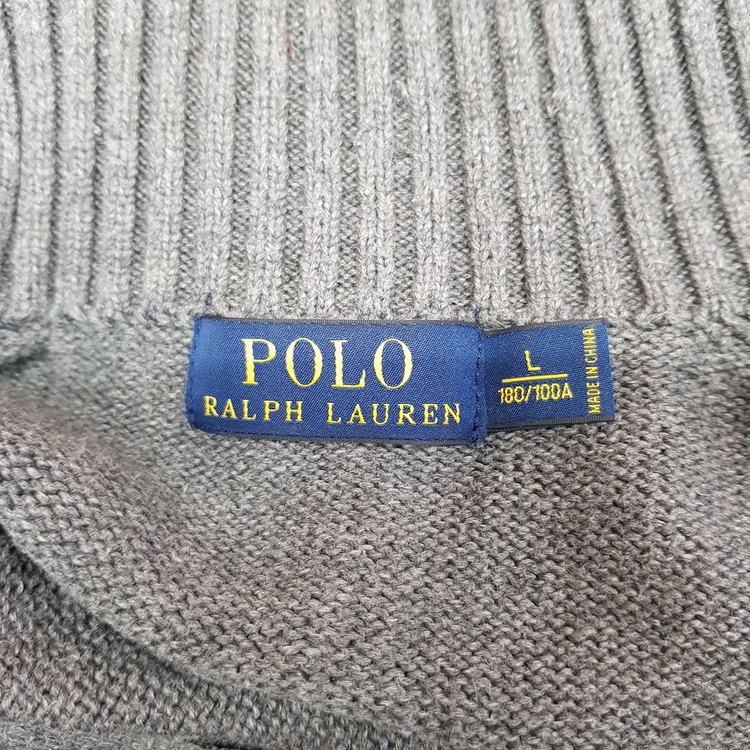 POLO
RALPH LAUREN
L
180/100A
MADE IN CHINA